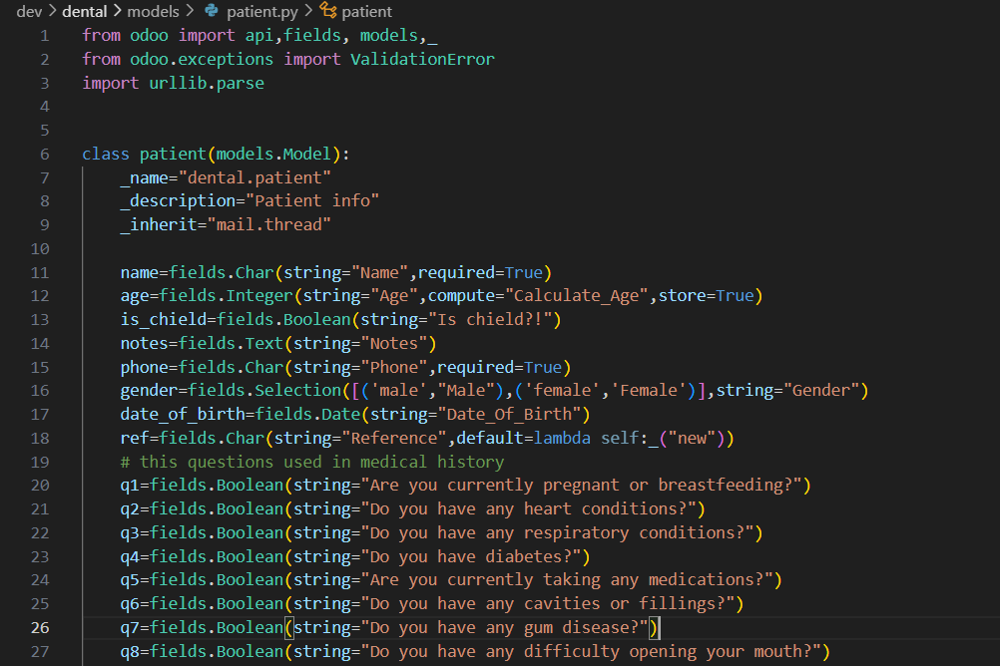 dev > dental > models > patient.py > patient
1 from odoo import api,fields, models,_
2 from odoo.exceptions import ValidationError
3 import urllib.parse
4
5
6 class patient(models.Model):
7     _name="dental.patient"
8     _description="Patient info"
9     _inherit="mail.thread"
10
11     name=fields.Char(string="Name",required=True)
12     age=fields.Integer(string="Age",compute="Calculate_Age",store=True)
13     is_chield=fields.Boolean(string="Is chield?!")
14     notes=fields.Text(string="Notes")
15     phone=fields.Char(string="Phone",required=True)
16     gender=fields.Selection([('male',"Male"),('female','Female')],string="Gender")
17     date_of_birth=fields.Date(string="Date_Of_Birth")
18     ref=fields.Char(string="Reference",default=lambda self:_("new"))
19     # this questions used in medical history
20     q1=fields.Boolean(string="Are you currently pregnant or breastfeeding?")
21     q2=fields.Boolean(string="Do you have any heart conditions?")
22     q3=fields.Boolean(string="Do you have any respiratory conditions?")
23     q4=fields.Boolean(string="Do you have diabetes?")
24     q5=fields.Boolean(string="Are you currently taking any medications?")
25     q6=fields.Boolean(string="Do you have any cavities or fillings?")
26     q7=fields.Boolean(string="Do you have any gum disease?")
27     q8=fields.Boolean(string="Do you have any difficulty opening your mouth?")